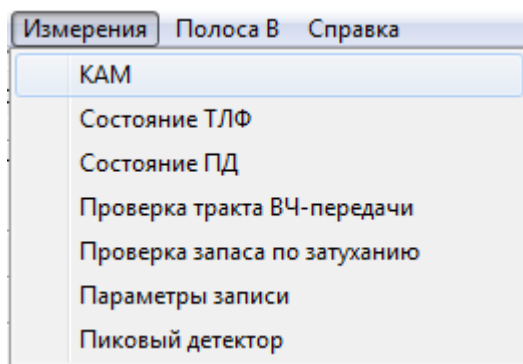 Измерения Полоса В Справка
КАМ
Состояние ТЛФ
Состояние ПД
Проверка тракта ВЧ-передачи
Проверка запаса по затуханию
Параметры записи
Пиковый детектор